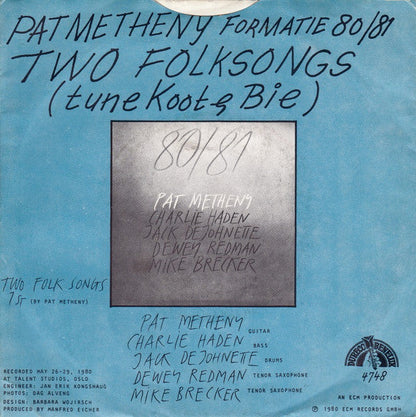 PAT METHENY FORMATIE 80/81
TWO FOLKSONGS
(tune Koot & Bie)
80/81
PAT METHENY
CHARLIE HADEN
JACK DEJOHNETTE
DEWEY REDMAN
MIKE BRECKER
TWO FOLK SONGS
1st (BY PAT METHENY)
PAT METHENY GUITAR
CHARLIE HADEN BASS
JACK DEJOHNETTE DRUMS
DEWEY REDMAN TENOR SAXOPHONE
MIKE BRECKER TENOR SAXOPHONE
RECORDED MAY 26-29, 1980
AT TALENT STUDIOS, OSLO
ENGINEER: JAN ERIK KONGSHAUG
PHOTOS: DAG ALVENG
DESIGN: BARBARA WOJIRSCH
PRODUCED BY MANFRED EICHER
4748
AN ECM PRODUCTION
Ⓟ 1980 ECM RECORDS GMBH